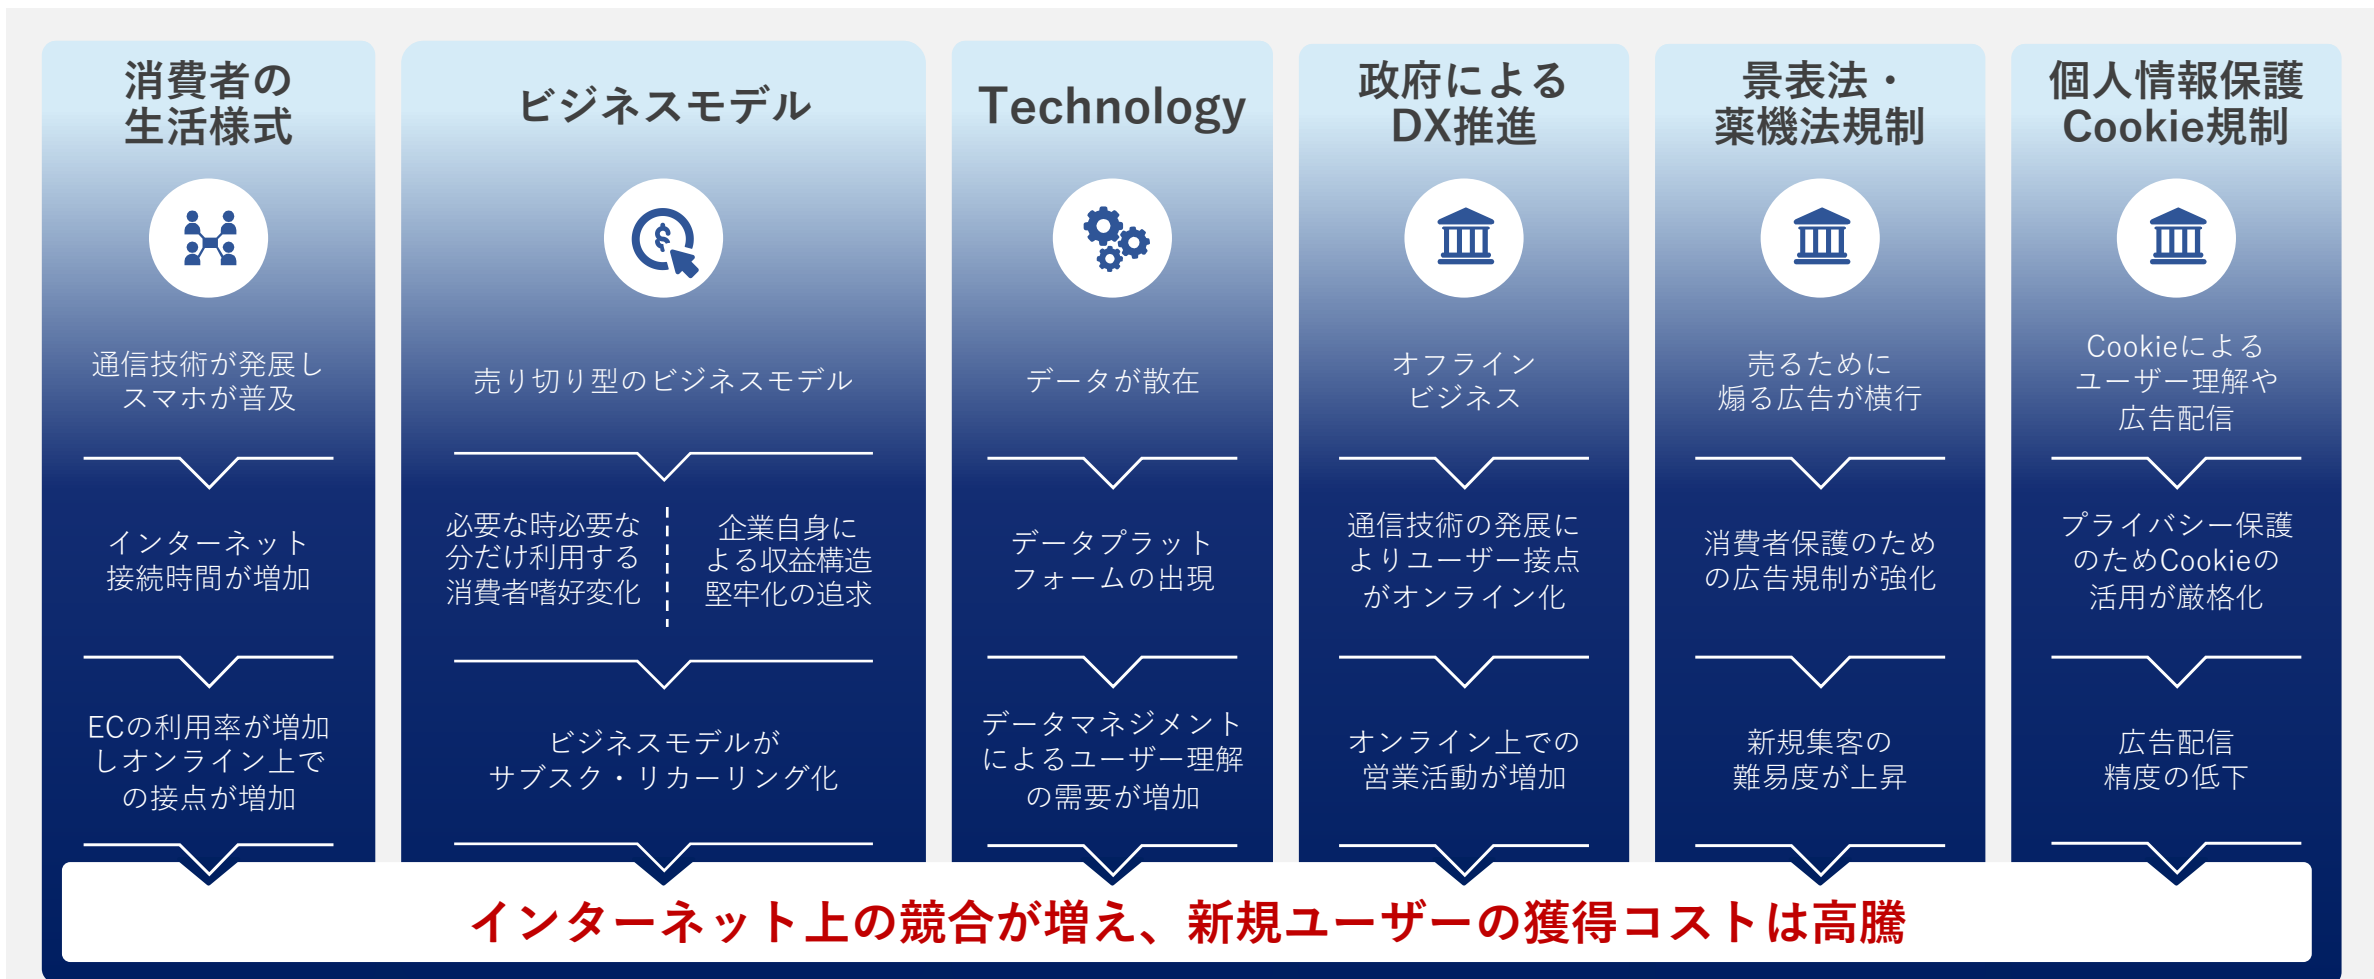 消費者の
生活様式
通信技術が発展し
スマホが普及
インターネット
接続時間が増加
ECの利用率が増加
しオンライン上で
の接点が増加
ビジネスモデル
売り切り型のビジネスモデル
必要な時必要な
分だけ利用する
消費者嗜好変化
企業自身に
よる収益構造
堅牢化の追求
ビジネスモデルが
サブスク・リカーリング化
Technology
データが散在
データプラット
フォームの出現
データマネジメント
によるユーザー理解
の需要が増加
政府による
DX推進
オフライン
ビジネス
通信技術の発展に
よりユーザー接点
がオンライン化
オンライン上での
営業活動が増加
景表法・
薬機法規制
売るために
煽る広告が横行
消費者保護のため
の広告規制が強化
新規集客の
難易度が上昇
個人情報保護
Cookie規制
Cookieによる
ユーザー理解や
広告配信
プライバシー保護
のためCookieの
活用が厳格化
広告配信
精度の低下
インターネット上の競合が増え、新規ユーザーの獲得コストは高騰